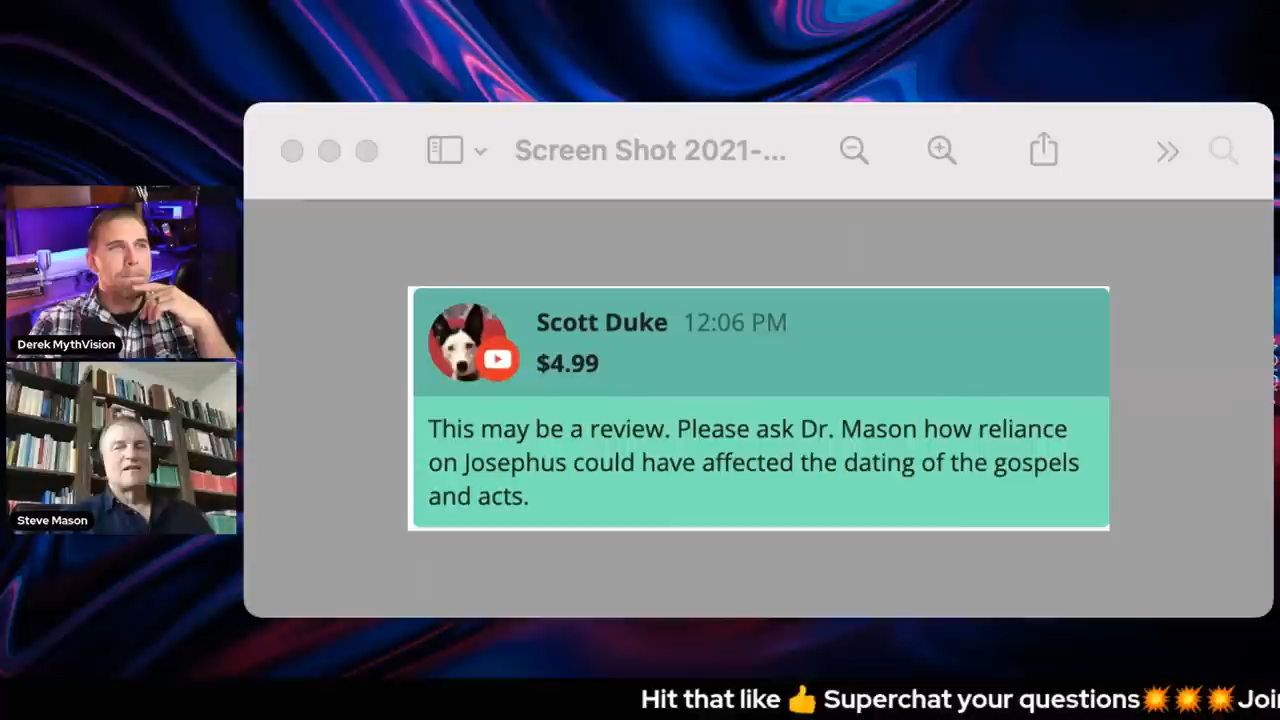 Screen Shot 2021-...
Scott Duke 12:06 PM
$4.99
This may be a review. Please ask Dr. Mason how reliance
on Josephus could have affected the dating of the gospels
and acts.
Derek MythVision
Steve Mason
Hit that like 👍 Superchat your questions💥💥💥Joi